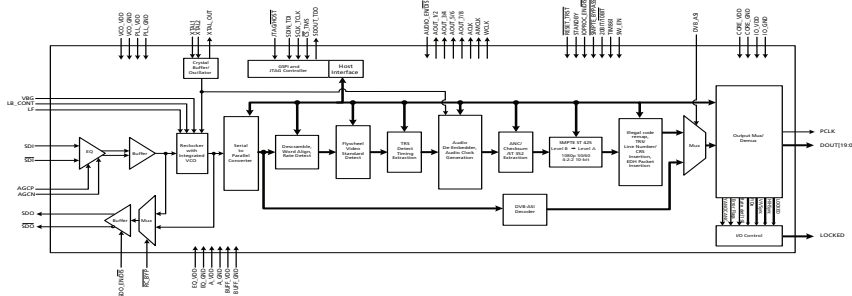 VCO_VDD
VCO_GND
PLL_VDD
PLL_GND
XTAL1
XTAL2
XTAL_OUT
JTAG/HOST
SDIN_TDI
SCLK_TCLK
CS_TMS
SDOUT_TDO
AUDIO_EN/DIS
AOUT_1/2
AOUT_3/4
AOUT_5/6
AOUT_7/8
ACLK
AMCLK
WCLK
RESET_TRST
STANDBY
IOPROC_EN/DIS
SMPTE_BYPASS
20bit/10bit
TIM861
SW_EN
DVB_ASI
CORE_VDD
CORE_GND
IO_VDD
IO_GND
Crystal
Buffer/
Oscillator
GSPI and
JTAG Controller
Host
Interface
VBG
LB_CONT
LF
SDI
SDI
AGCP
AGCN
SDO
SDO
EQ
Buffer
Reclocker
with
Integrated
VCO
Serial
to
Parallel
Converter
Descramble,
Word Align,
Rate Detect
Flywheel
Video
Standard
Detect
TRS
Detect
Timing
Extraction
Audio
De-Embedder,
Audio Clock
Generation
ANC/
Checksum
/ST 352
Extraction
SMPTE ST 425
Level B → Level A
1080p 50/60
4:2:2 10-bit
Illegal code
remap,
TRS/
Line Number/
CRS
Insertion,
EDH Packet
Insertion
Mux
Output Mux/
Demux
PCLK
DOUT[19:0
DVB-ASI
Decoder
Buffer
Mux
I/O Control
LOCKED
RC_BYP
EQ_VDD
EQ_GND
A_VDD
A_GND
BUFF_VDD
BUFF_GND